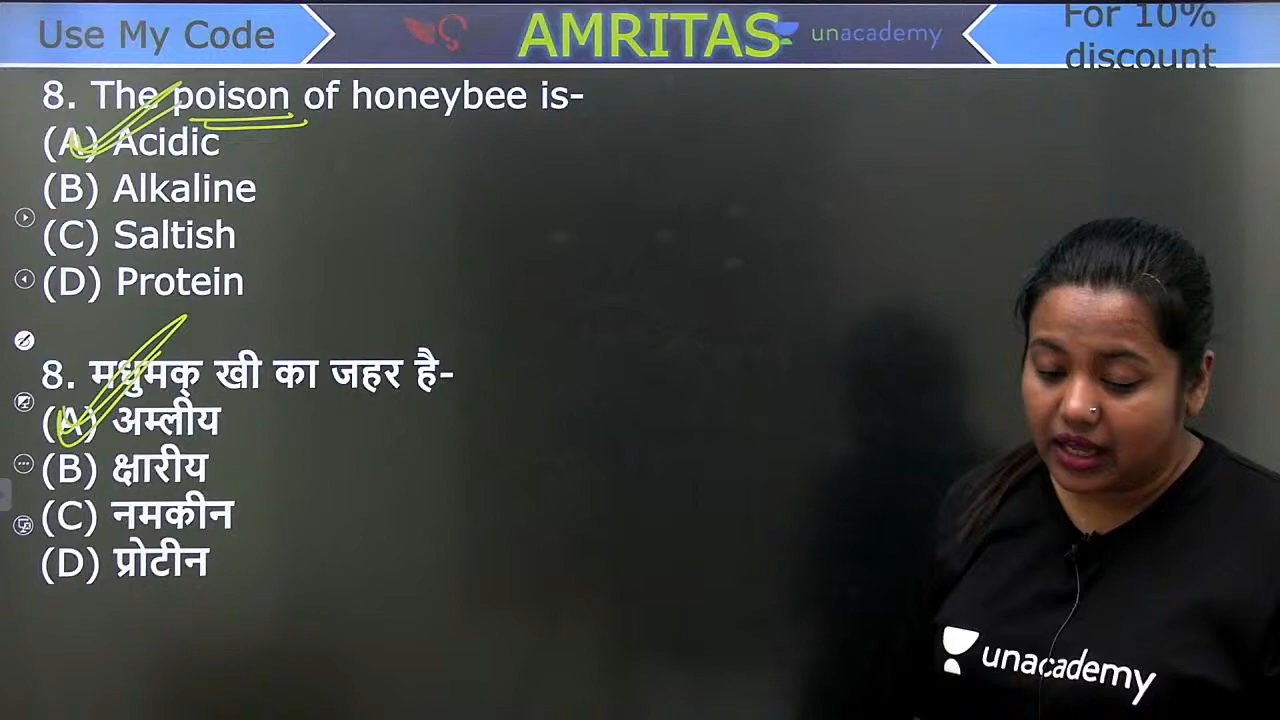 Use My Code
AMRITAS
unacademy
For 10%
discount
8. The poison of honeybee is-
(A) Acidic
(B) Alkaline
(C) Saltish
(D) Protein
8. मधुमक् खी का जहर है-
(A) अम्लीय
(B) क्षारीय
(C) नमकीन
(D) प्रोटीन
unacademy